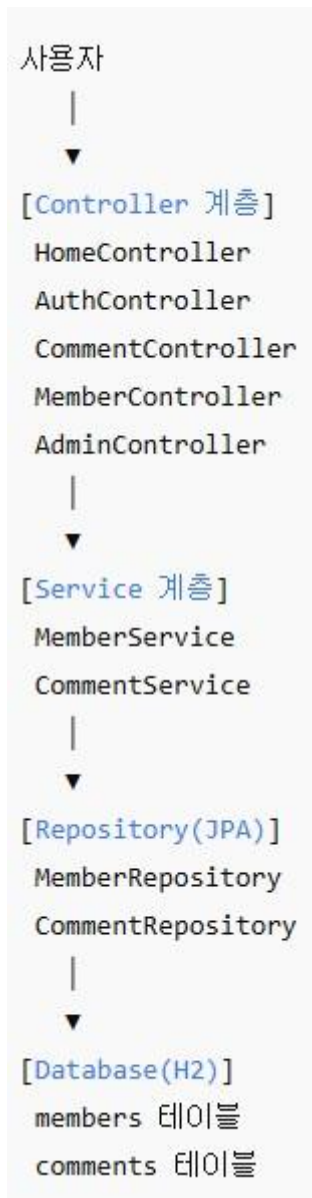 사용자
|
▼
[Controller 계층]
HomeController
AuthController
CommentController
MemberController
AdminController
|
▼
[Service 계층]
MemberService
CommentService
|
▼
[Repository(JPA)]
MemberRepository
CommentRepository
|
▼
[Database(H2)]
members 테이블
comments 테이블